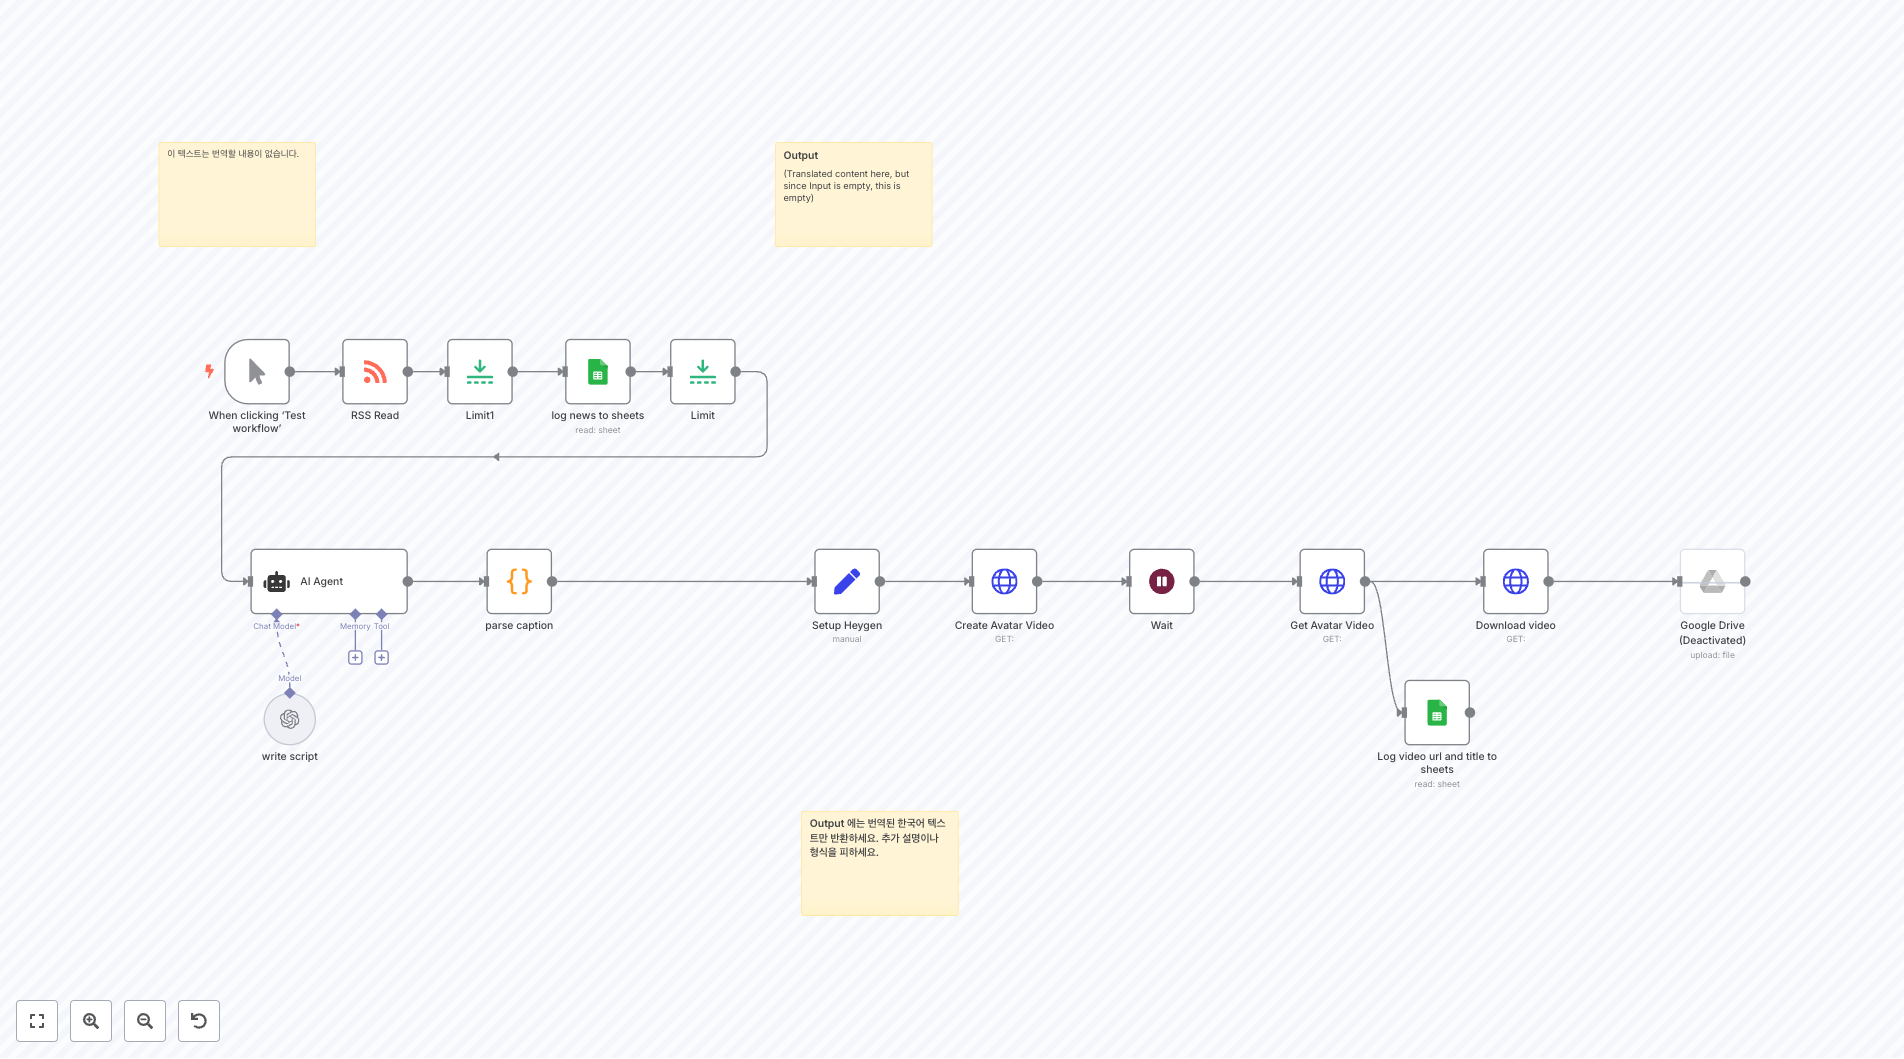 이 텍스트는 번역할 내용이 없습니다.
Output
(Translated content here, but
since Input is empty, this is
empty)
When clicking ‘Test
workflow’
RSS Read
Limit1
log news to sheets
read: sheet
Limit
AI Agent
Chat Model*
Memory
Tool
Model
write script
parse caption
Setup Heygen
manual
Create Avatar Video
GET:
Wait
Get Avatar Video
GET:
Download video
GET:
Google Drive
(Deactivated)
upload: file
Log video url and title to
sheets
read: sheet
Output 에는 번역된 한국어 텍스
트만 반환하세요. 추가 설명이나
형식을 피하세요.